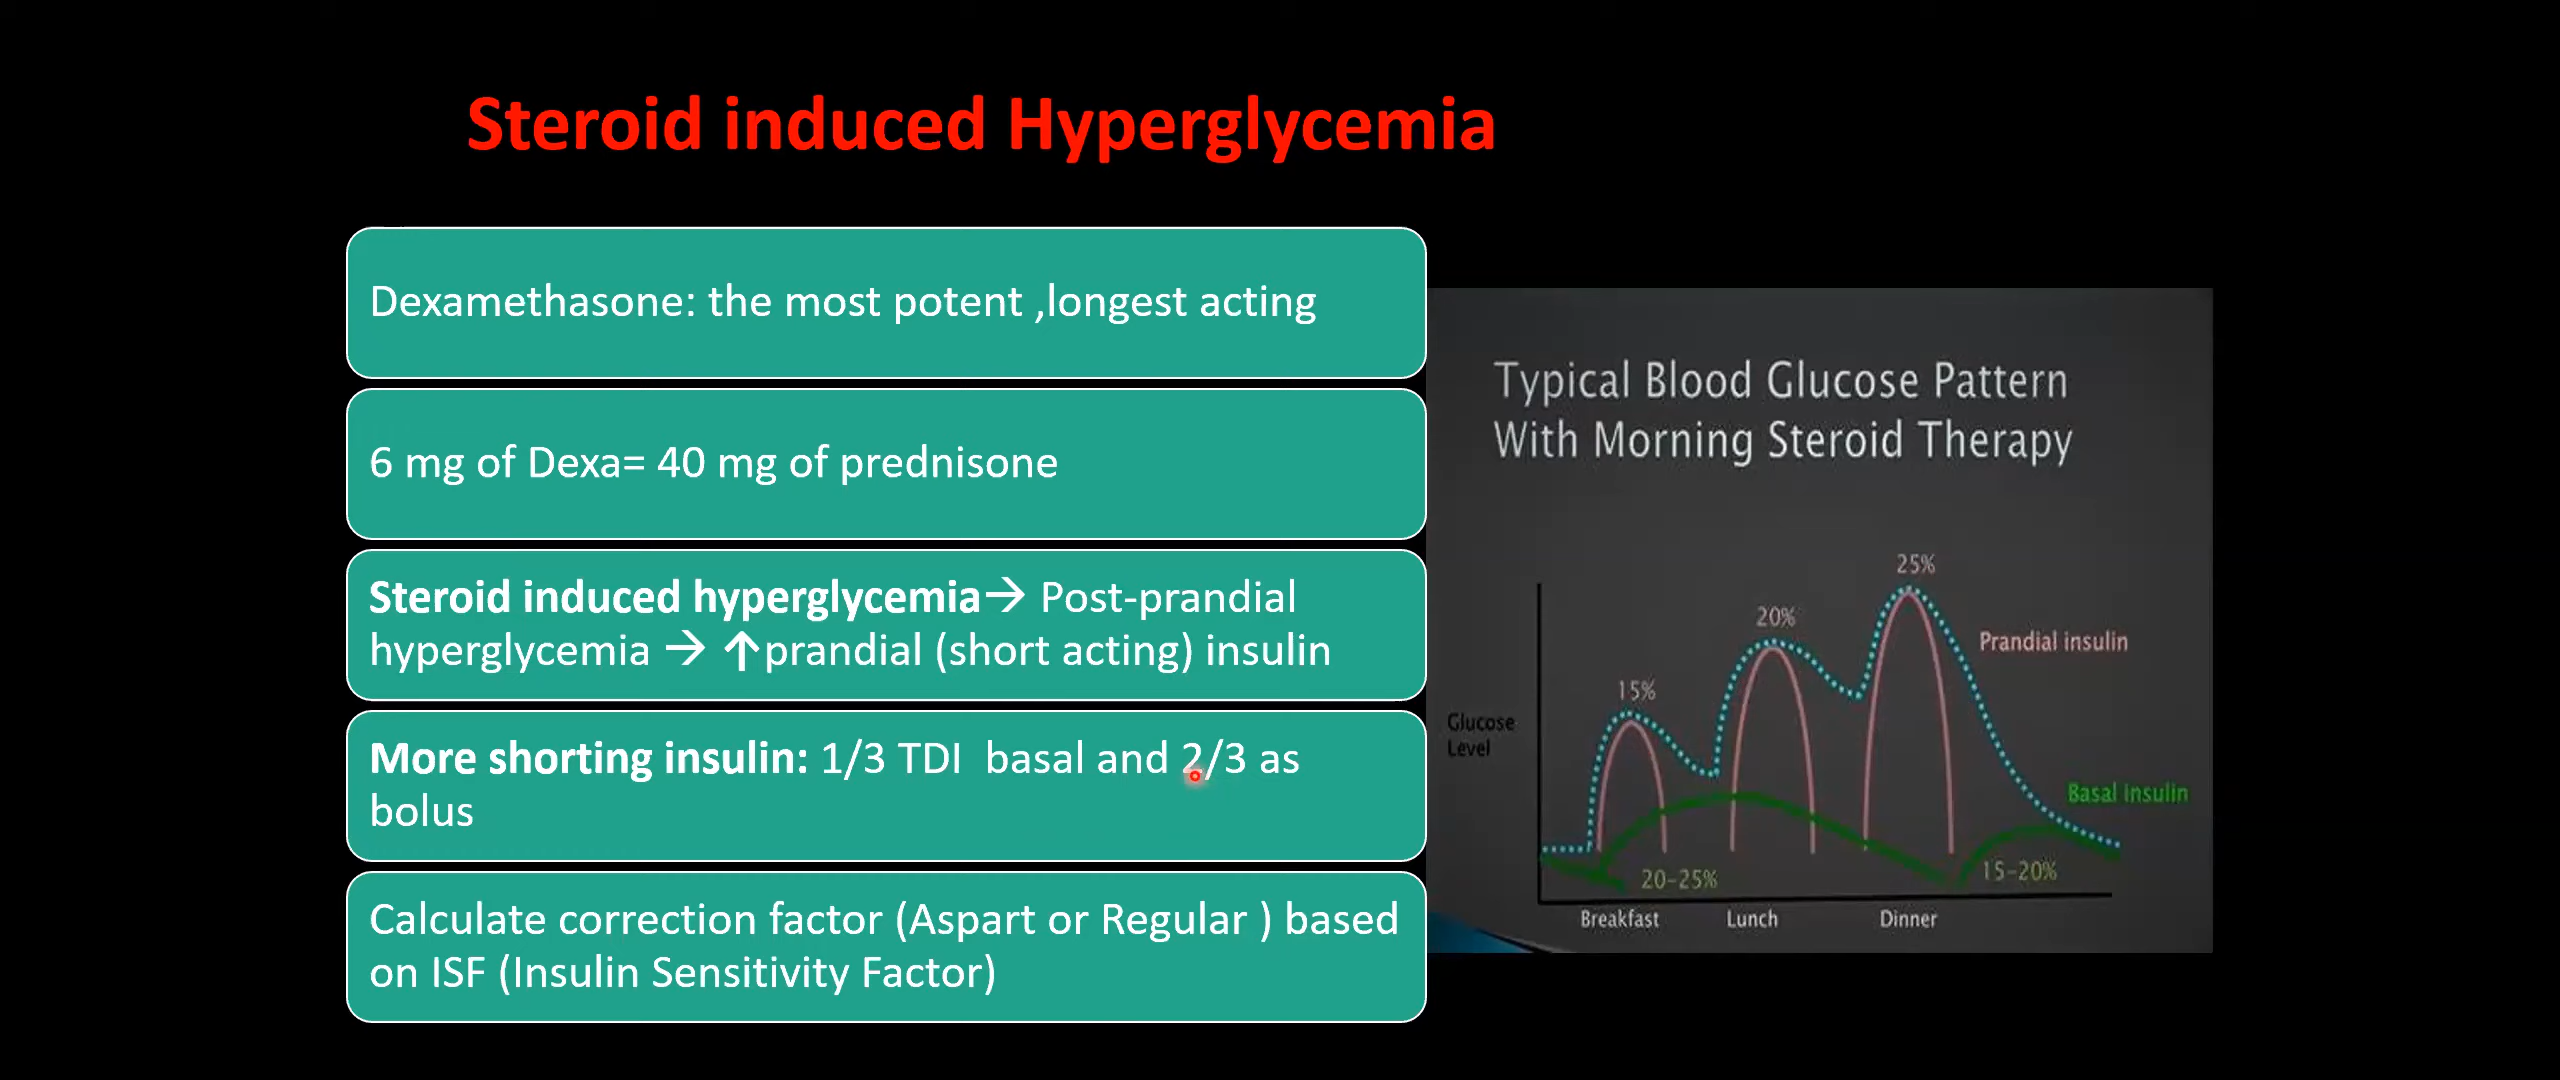 Steroid induced Hyperglycemia
Dexamethasone: the most potent ,longest acting
6 mg of Dexa= 40 mg of prednisone
Steroid induced hyperglycemia→ Post-prandial
hyperglycemia → ↑prandial (short acting) insulin
More shorting insulin: 1/3 TDI  basal and 2/3 as
bolus
Calculate correction factor (Aspart or Regular ) based
on ISF (Insulin Sensitivity Factor)
Typical Blood Glucose Pattern
With Morning Steroid Therapy
25%
20%
Prandial insulin
15%
Glucose
Level
Basal insulin
20-25%
15-20%
Breakfast
Lunch
Dinner